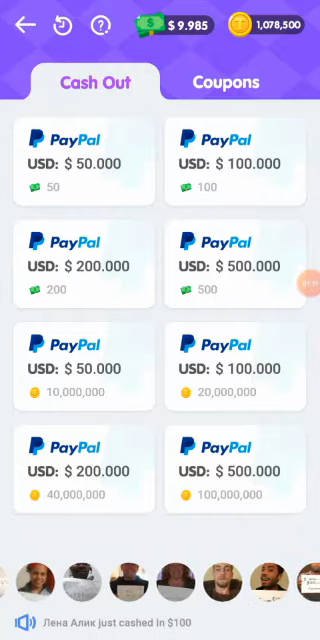 $ 9.985 1,078,500
Cash Out Coupons
PayPal PayPal
USD: $ 50.000 USD: $ 100.000
50 100
PayPal PayPal
USD: $ 200.000 USD: $ 500.000
200 500
PayPal PayPal
USD: $ 50.000 USD: $ 100.000
10,000,000 20,000,000
PayPal PayPal
USD: $ 200.000 USD: $ 500.000
40,000,000 100,000,000
Лена Алик just cashed in $100